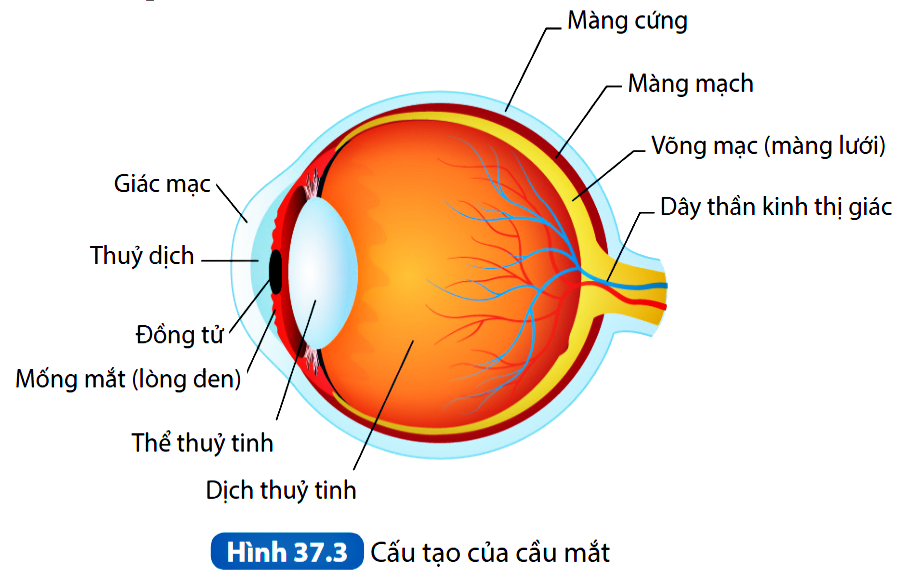 Màng cứng
Màng mạch
Võng mạc (màng lưới)
Giác mạc
Dây thần kinh thị giác
Thuỷ dịch
Đồng tử
Mống mắt (lòng đen)
Thể thuỷ tinh
Dịch thuỷ tinh
Hình 37.3 Cấu tạo của cầu mắt